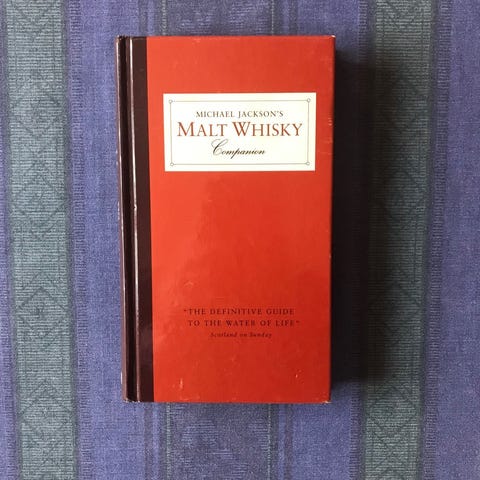 MICHAEL JACKSON'S
MALT WHISKY
Companion
"THE DEFINITIVE GUIDE
TO THE WATER OF LIFE"
Scotland on Sunday